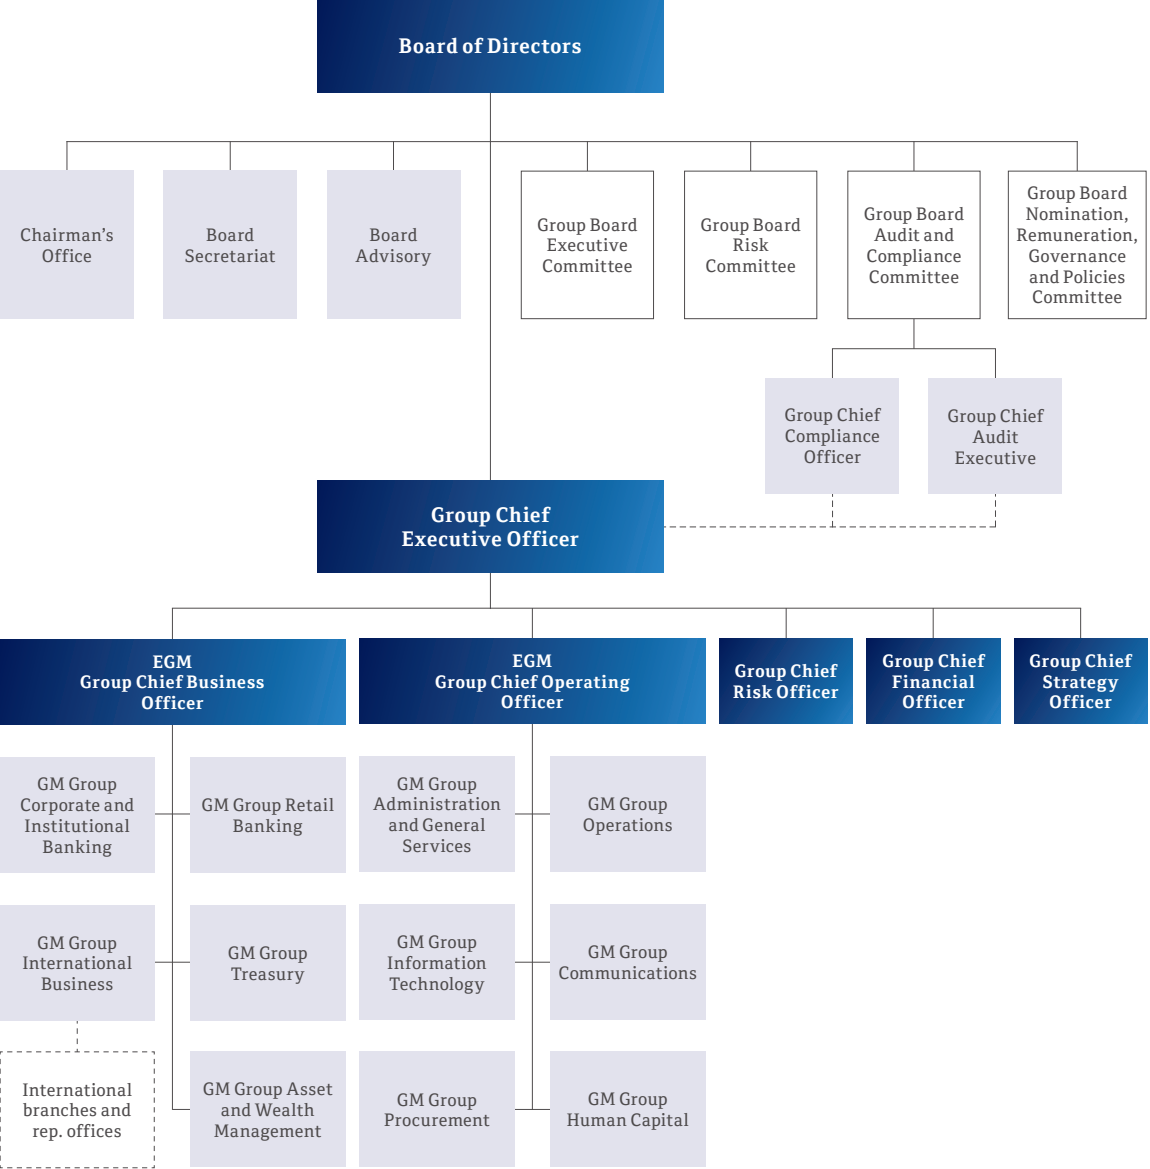 Board of Directors
Chairman's
Office
Board
Secretariat
Board
Advisory
Group Board
Executive
Committee
Group Board
Risk
Committee
Group Board
Audit and
Compliance
Committee
Group Board
Nomination,
Remuneration,
Governance
and Policies
Committee
Group Chief
Compliance
Officer
Group Chief
Audit
Executive
Group Chief
Executive Officer
EGM
Group Chief Business
Officer
EGM
Group Chief Operating
Officer
Group Chief
Risk Officer
Group Chief
Financial
Officer
Group Chief
Strategy
Officer
GM Group
Corporate and
Institutional
Banking
GM Group Retail
Banking
GM Group
Administration
and General
Services
GM Group
Operations
GM Group
International
Business
GM Group
Treasury
GM Group
Information
Technology
GM Group
Communications
International
branches and
rep. offices
GM Group Asset
and Wealth
Management
GM Group
Procurement
GM Group
Human Capital